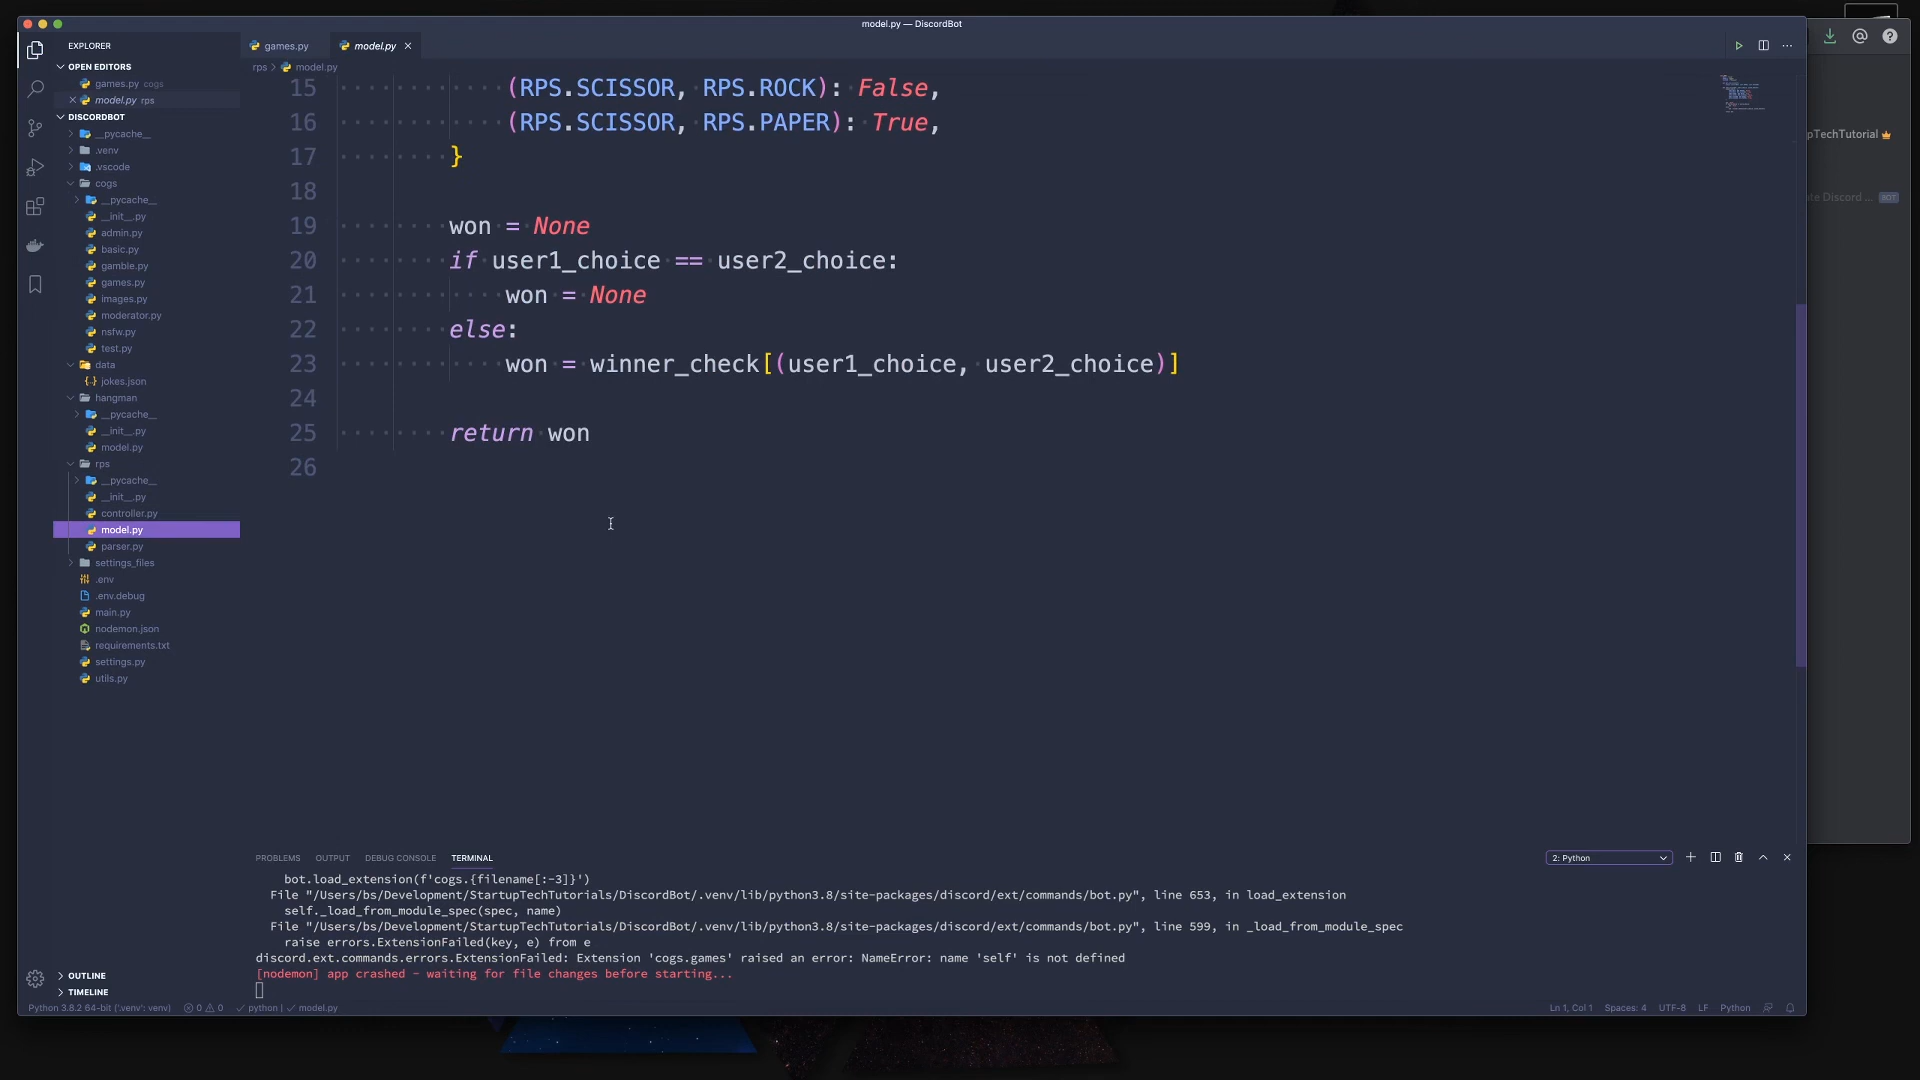 model.py — DiscordBot
EXPLORER
games.py
model.py
OPEN EDITORS
rps
model.py
games.py cogs
model.py rps
DISCORDBOT
__pycache__
.venv
.vscode
cogs
__pycache__
__init__.py
admin.py
basic.py
gamble.py
games.py
images.py
moderator.py
nsfw.py
test.py
data
jokes.json
hangman
__pycache__
__init__.py
model.py
rps
__pycache__
__init__.py
controller.py
model.py
parser.py
settings_files
.env
.env.debug
main.py
nodemon.json
requirements.txt
settings.py
utils.py
OUTLINE
TIMELINE
15 (RPS.SCISSOR, RPS.ROCK): False,
16 (RPS.SCISSOR, RPS.PAPER): True,
17 }
18
19 won = None
20 if user1_choice == user2_choice:
21 won = None
22 else:
23 won = winner_check[(user1_choice, user2_choice)]
24
25 return won
26
pTechTutorial
te Discord ... BOT
PROBLEMS OUTPUT DEBUG CONSOLE TERMINAL
2: Python
bot.load_extension(f'cogs.{filename[:-3]}')
File "/Users/bs/Development/StartupTechTutorials/DiscordBot/.venv/lib/python3.8/site-packages/discord/ext/commands/bot.py", line 653, in load_extension
self._load_from_module_spec(spec, name)
File "/Users/bs/Development/StartupTechTutorials/DiscordBot/.venv/lib/python3.8/site-packages/discord/ext/commands/bot.py", line 599, in _load_from_module_spec
raise errors.ExtensionFailed(key, e) from e
discord.ext.commands.errors.ExtensionFailed: Extension 'cogs.games' raised an error: NameError: name 'self' is not defined
[nodemon] app crashed - waiting for file changes before starting...
Python 3.8.2 64-bit ('.venv': venv) 0 0 python | model.py
Ln 1, Col 1 Spaces: 4 UTF-8 LF Python